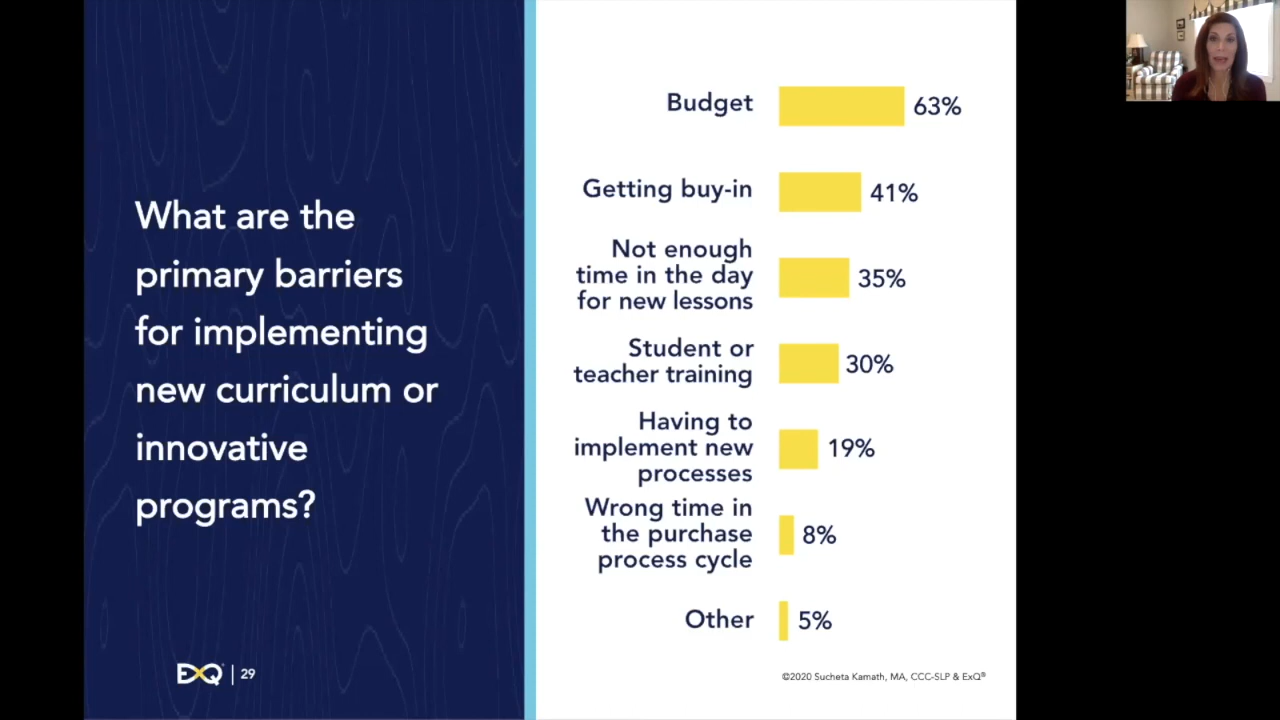 What are the
primary barriers
for implementing
new curriculum or
innovative
programs?
ExQ | 29
Budget 63%
Getting buy-in 41%
Not enough
time in the day 35%
for new lessons
Student or
teacher training 30%
Having to
implement new 19%
processes
Wrong time in
the purchase 8%
process cycle
Other 5%
©2020 Sucheta Kamath, MA, CCC-SLP & ExQ®